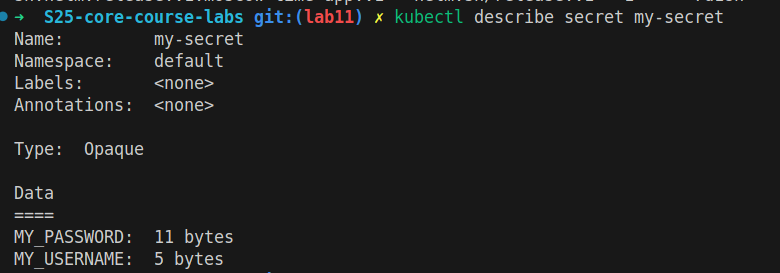 ➜  S25-core-course-labs git:(lab11) ✗ kubectl describe secret my-secret
Name:         my-secret
Namespace:    default
Labels:       <none>
Annotations:  <none>
Type:  Opaque
Data
====
MY_PASSWORD:  11 bytes
MY_USERNAME:  5 bytes